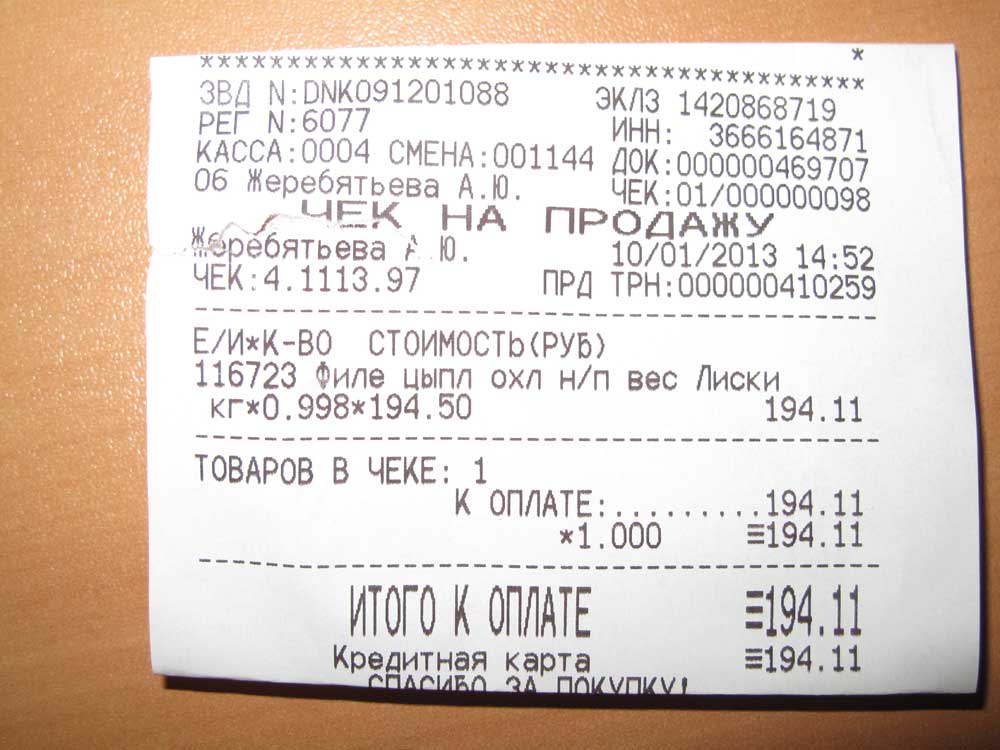 *
****************************************
ЗВД N:DNK091201088 ЭКЛЗ 1420868719
РЕГ N:6077 ИНН: 3666164871
КАССА:0004 СМЕНА:001144 ДОК:000000469707
06 Жеребятьева А.Ю. ЧЕК:01/000000098
ЧЕК НА ПРОДАЖУ
Жеребятьева А.Ю. 10/01/2013 14:52
ЧЕК:4.1113.97 ПРД ТРН:000000410259
----------------------------------------
Е/И*К-ВО СТОИМОСТЬ(РУБ)
116723 Филе цыпл охл н/п вес Лиски
кг*0.998*194.50 194.11
----------------------------------------
ТОВАРОВ В ЧЕКЕ: 1
К ОПЛАТЕ:.........194.11
*1.000 ≡194.11
----------------------------------------
ИТОГО К ОПЛАТЕ ≡194.11
Кредитная карта ≡194.11
СПАСИБО ЗА ПОКУПКУ!